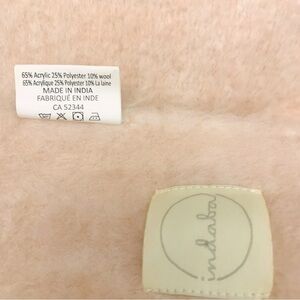 65% Acrylic 25% Polyester 10% wool
65% Acrylique 25% Polyester 10% La laine
MADE IN INDIA
FABRIQUÉ EN INDE
CA 52344
indaba